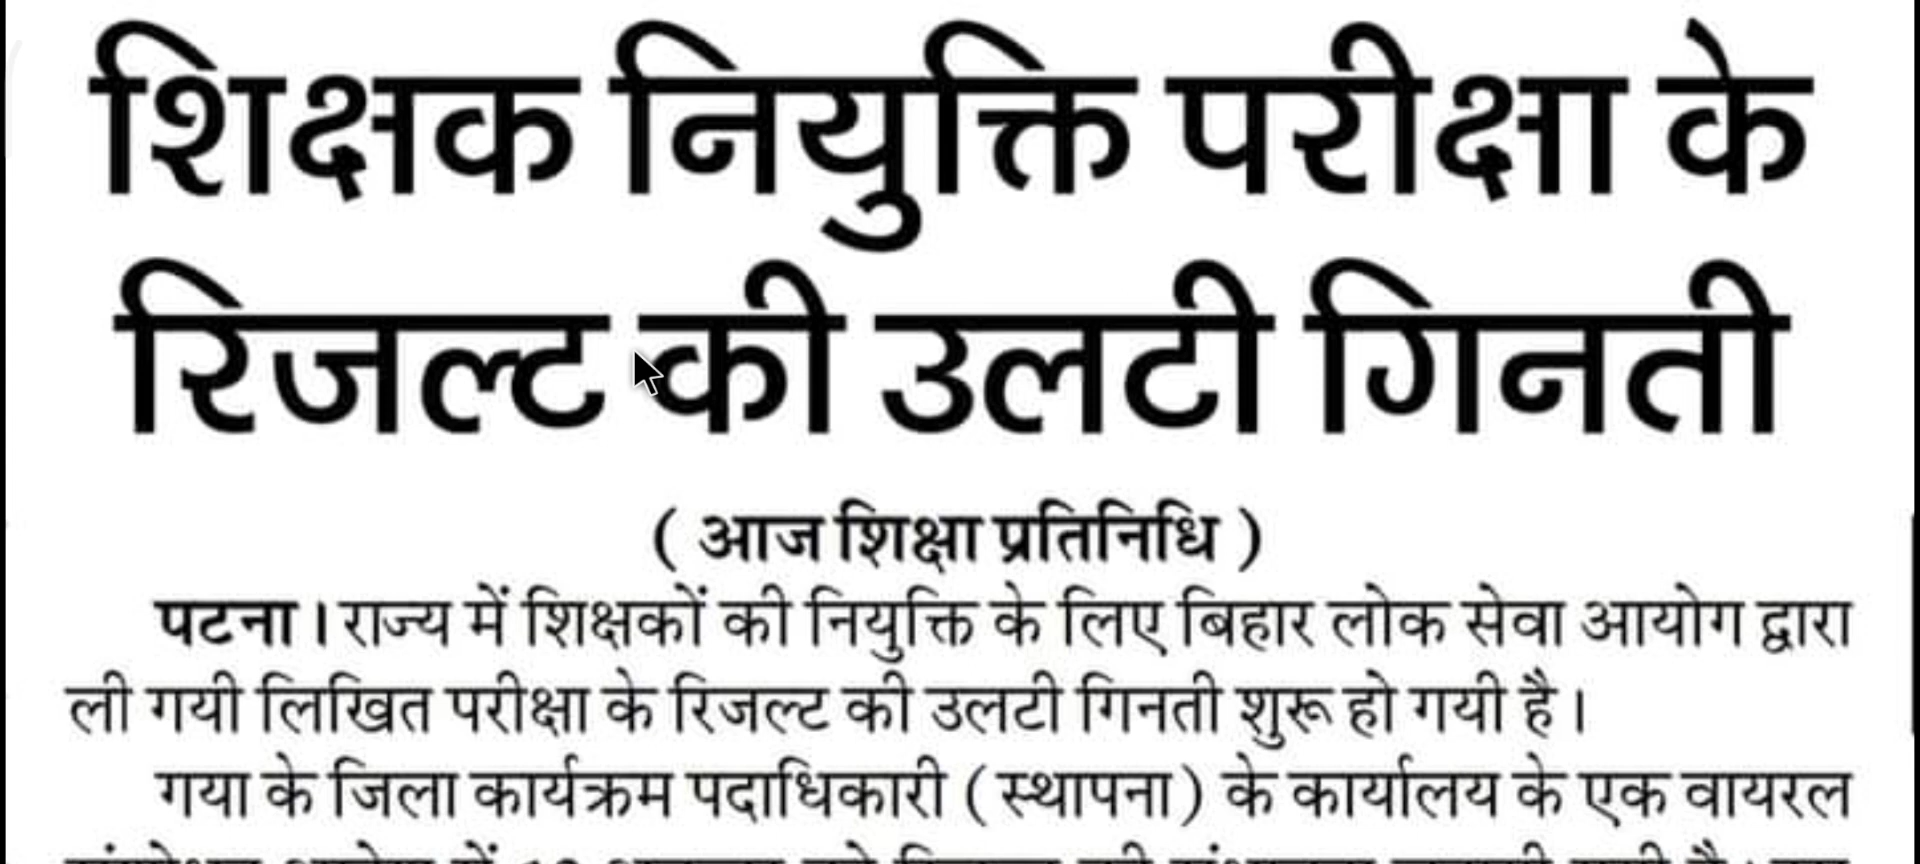 शिक्षक नियुक्ति परीक्षा के
रिजल्ट की उलटी गिनती
( आज शिक्षा प्रतिनिधि )
पटना । राज्य में शिक्षकों की नियुक्ति के लिए बिहार लोक सेवा आयोग द्वारा
ली गयी लिखित परीक्षा के रिजल्ट की उलटी गिनती शुरू हो गयी है ।
गया के जिला कार्यक्रम पदाधिकारी ( स्थापना ) के कार्यालय के एक वायरल